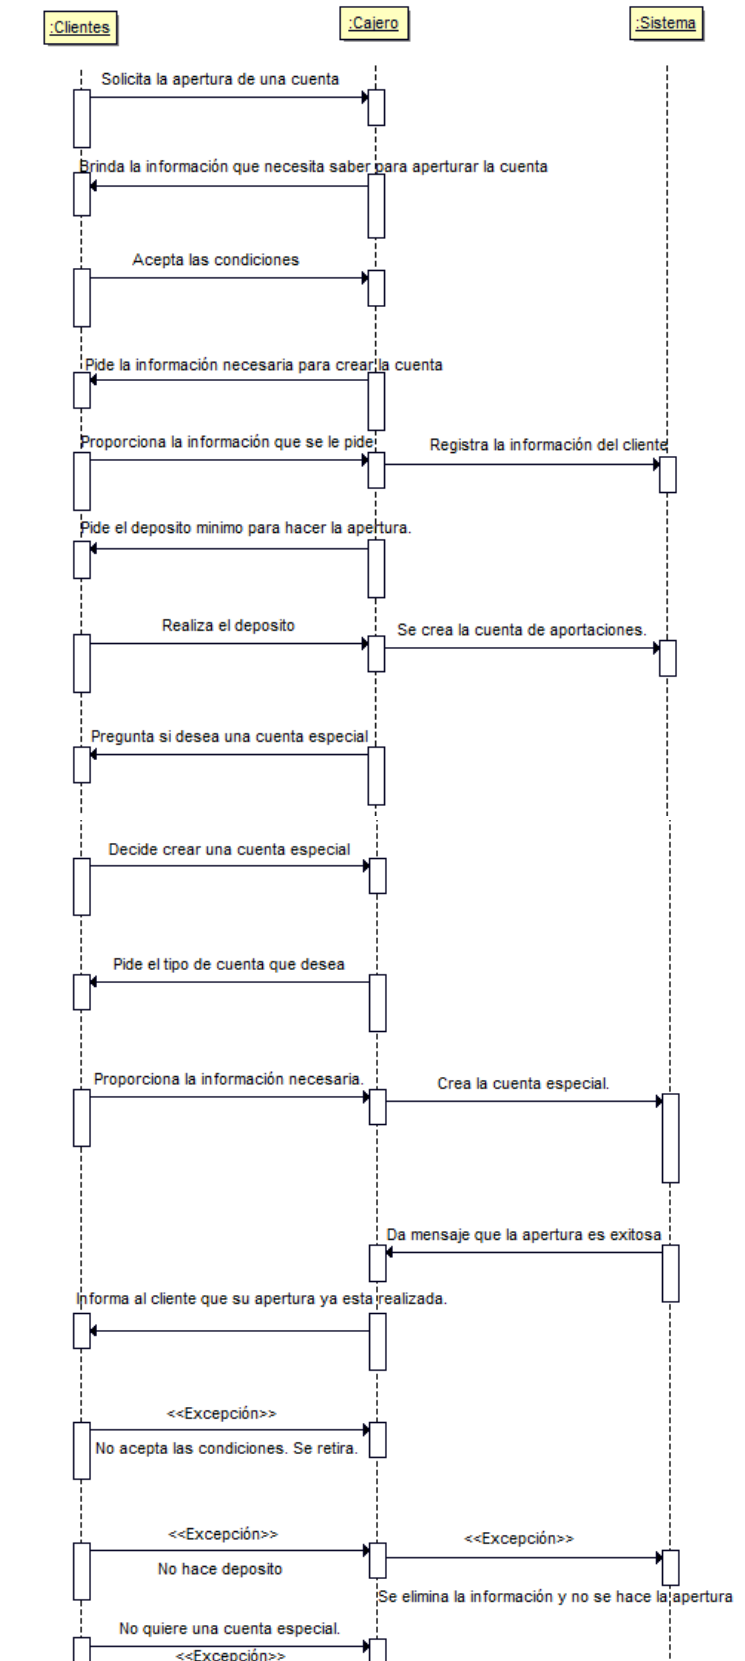 :Clientes
:Cajero
:Sistema
Solicita la apertura de una cuenta
Brinda la información que necesita saber para aperturar la cuenta
Acepta las condiciones
Pide la información necesaria para crear la cuenta
Proporciona la información que se le pide
Registra la información del cliente
Pide el deposito minimo para hacer la apertura.
Realiza el deposito
Se crea la cuenta de aportaciones.
Pregunta si desea una cuenta especial
Decide crear una cuenta especial
Pide el tipo de cuenta que desea
Proporciona la información necesaria.
Crea la cuenta especial.
Da mensaje que la apertura es exitosa
Informa al cliente que su apertura ya esta realizada.
<<Excepción>>
No acepta las condiciones. Se retira.
<<Excepción>>
<<Excepción>>
No hace deposito
Se elimina la información y no se hace la apertura
No quiere una cuenta especial.
<<Excepción>>